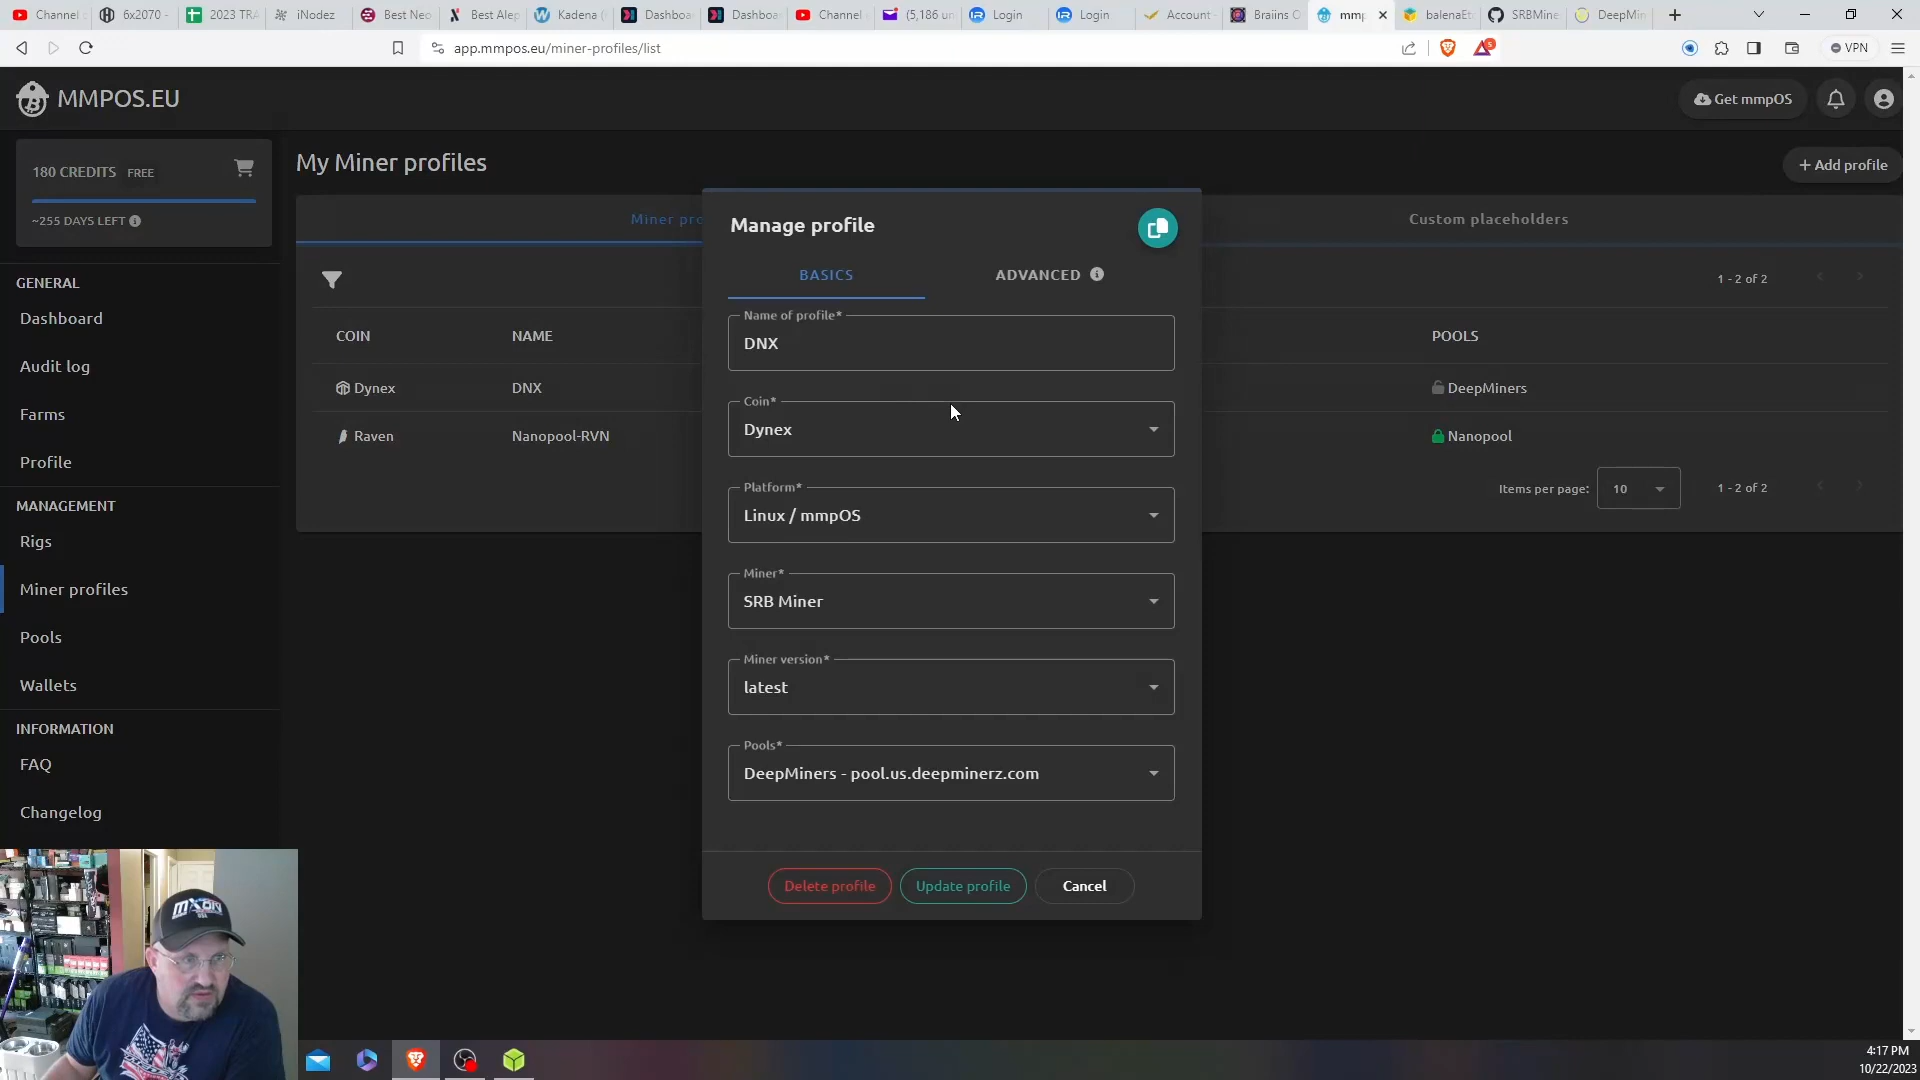 Channel
6x2070 -
2023 TRA
iNodez
Best Neo
Best Alep
Kadena (
Dashboa
Dashboa
Channel
(5,186 un
Login
Login
Account -
Braiins O
mmp
balenaEt
SRBMine
DeepMin
app.mmpos.eu/miner-profiles/list
5
VPN
MMPOS.EU
Get mmpOS
180 CREDITS FREE
~255 DAYS LEFT
GENERAL
Dashboard
Audit log
Farms
Profile
MANAGEMENT
Rigs
Miner profiles
Pools
Wallets
INFORMATION
FAQ
Changelog
My Miner profiles
+ Add profile
Miner pro
Custom placeholders
1 - 2 of 2
COIN NAME POOLS
Dynex DNX DeepMiners
Raven Nanopool-RVN Nanopool
Items per page: 10 1 - 2 of 2
Manage profile
BASICS ADVANCED
Name of profile*
DNX
Coin*
Dynex
Platform*
Linux / mmpOS
Miner*
SRB Miner
Miner version*
latest
Pools*
DeepMiners - pool.us.deepminerz.com
Delete profile Update profile Cancel
4:17 PM
10/22/2023